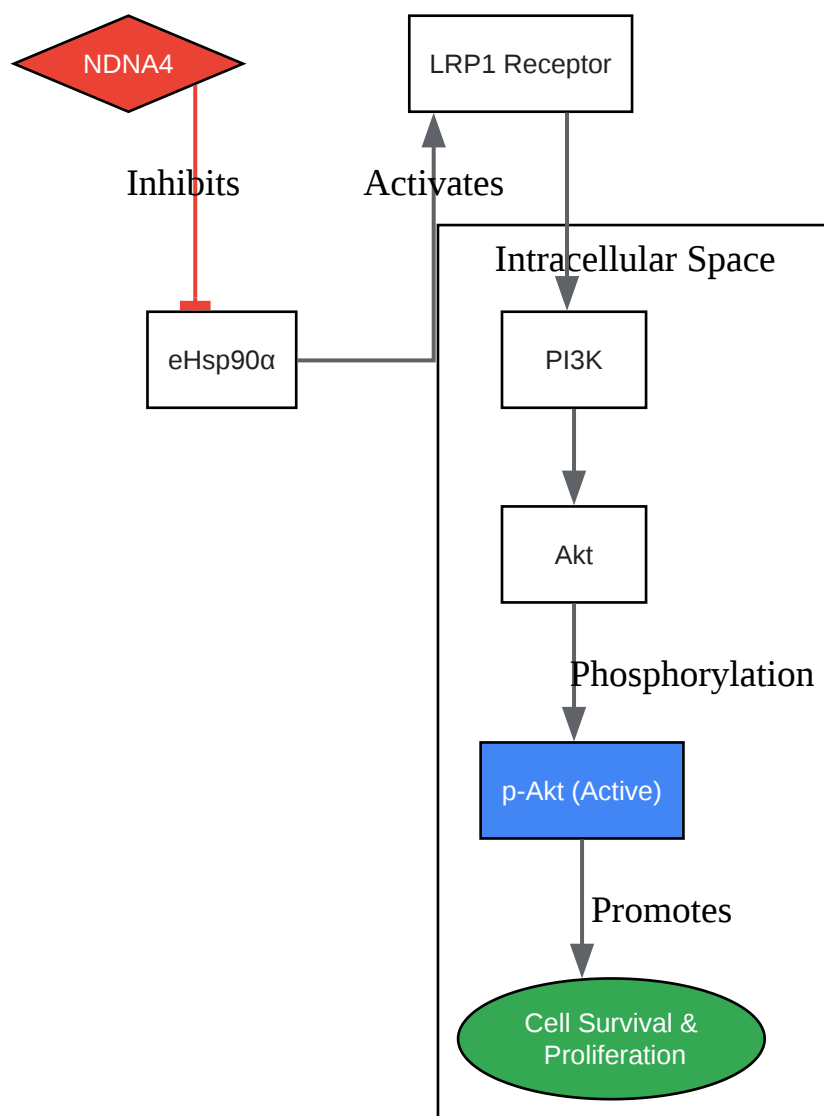 NDNA4
LRP1 Receptor
Inhibits
Activates
Intracellular Space
eHsp90α
PI3K
Akt
Phosphorylation
p-Akt (Active)
Promotes
Cell Survival &
Proliferation